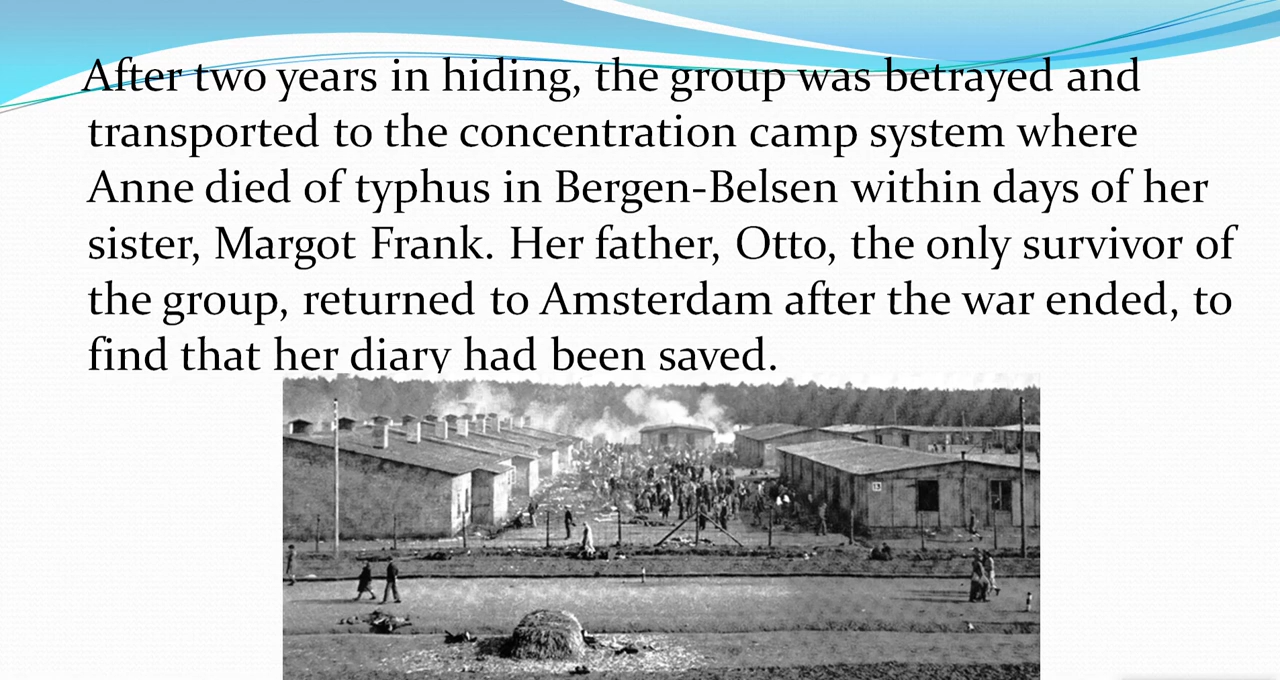 After two years in hiding, the group was betrayed and
transported to the concentration camp system where
Anne died of typhus in Bergen-Belsen within days of her
sister, Margot Frank. Her father, Otto, the only survivor of
the group, returned to Amsterdam after the war ended, to
find that her diary had been saved.
13